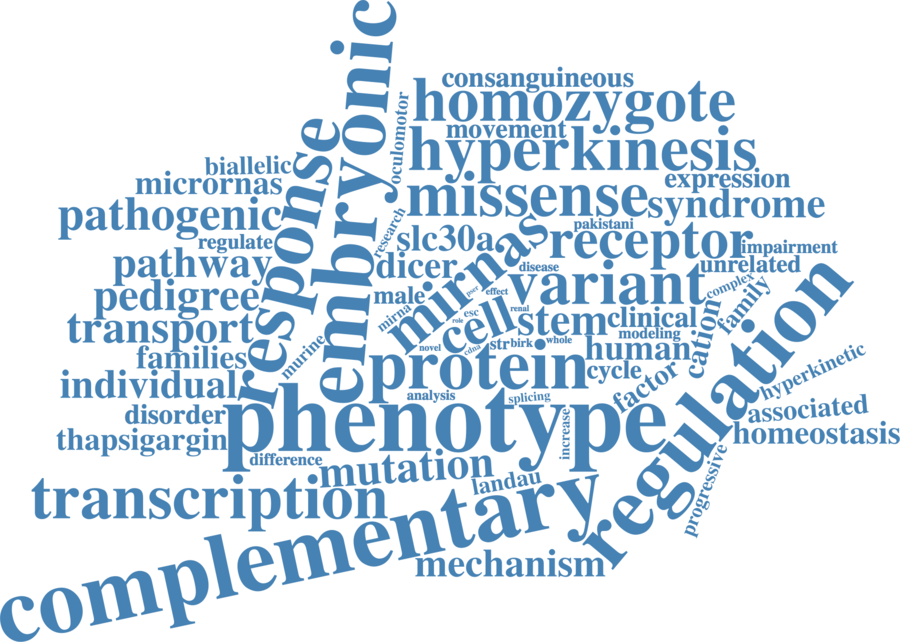 consanguineous
homozygote
movement
hyperkinesis
oculomotor
embryonic
response
biallelic
micrornas
missense
expression
syndrome
pathogenic
research
pakistani
slc30a
mirnas
receptor
impairment
regulate
pathway
dicer
disease
unrelated
pedigree
male
pser
effect
variant
complex
family
transport
mirna
role
esc
renal
cell
stem
clinical
cation
regulation
families
murine
novel
cdna
str
birk
whole
modeling
human
individual
protein
cycle
factor
hyperkinetic
analysis
splicing
disorder
phenotype
increase
associated
thapsigargin
homeostasis
difference
mutation
landau
progressive
transcription
complementary
mechanism